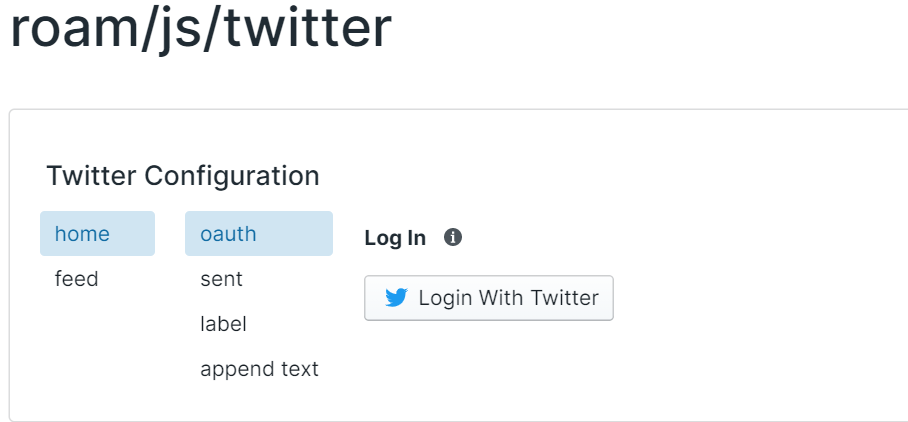 roam/js/twitter
Twitter Configuration
home
feed
oauth
sent
label
append text
Log In
Login With Twitter